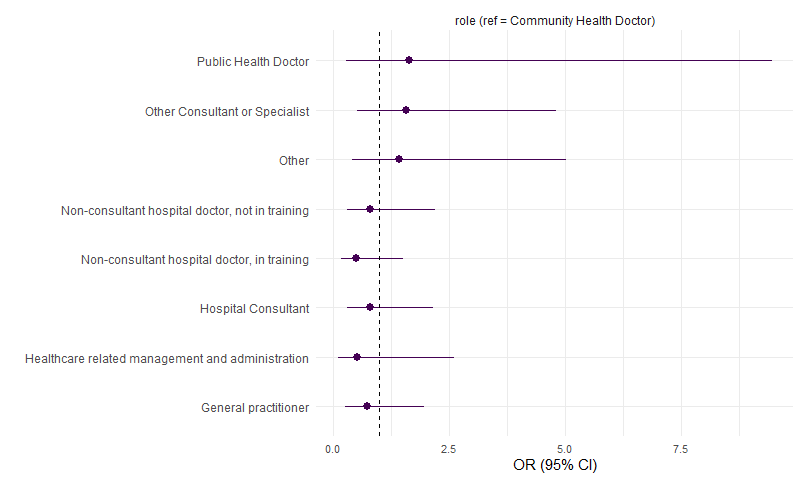 role (ref = Community Health Doctor)
Public Health Doctor
Other Consultant or Specialist
Other
Non-consultant hospital doctor, not in training
Non-consultant hospital doctor, in training
Hospital Consultant
Healthcare related management and administration
General practitioner
0.0 2.5 5.0 7.5
OR (95% CI)